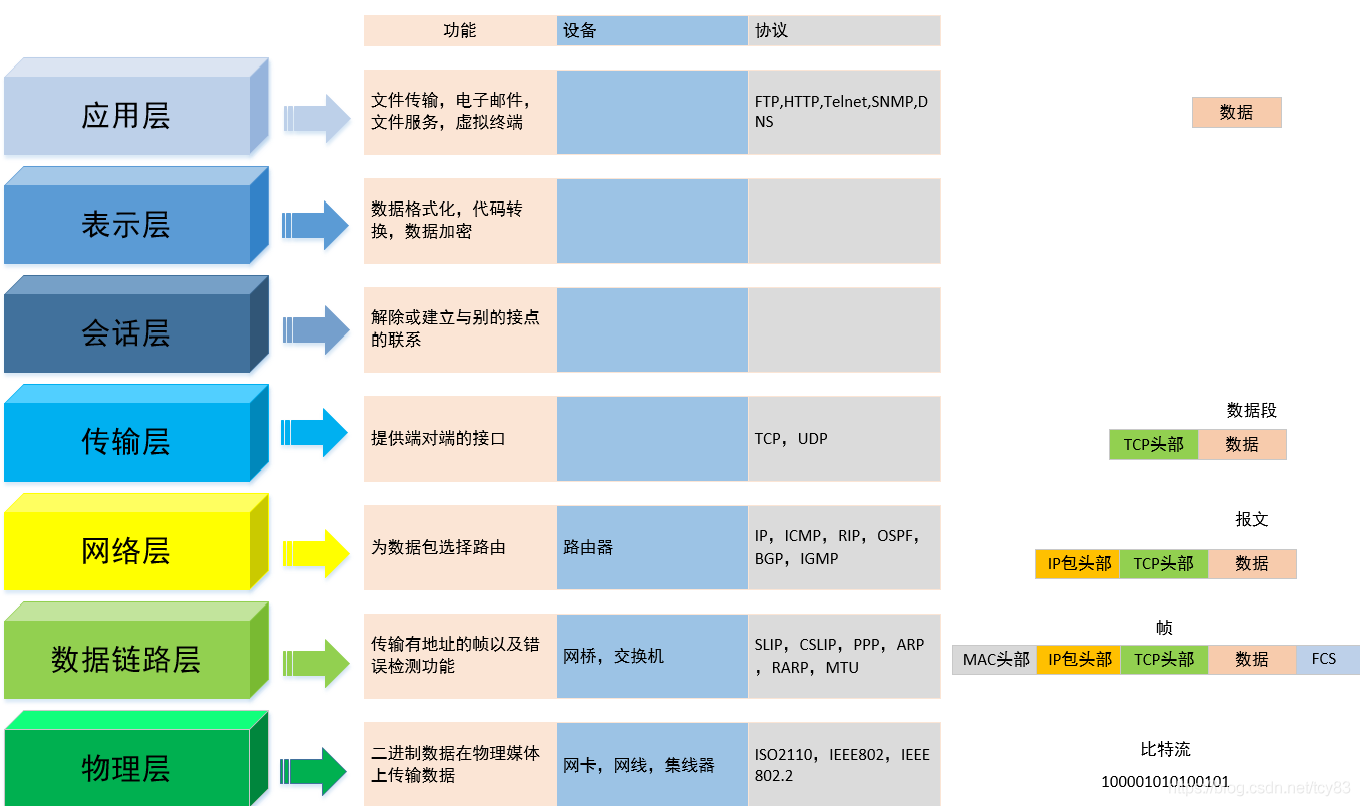 功能 设备 协议
应用层
文件传输，电子邮件，
文件服务，虚拟终端
FTP,HTTP,Telnet,SNMP,D
NS
数据
表示层
数据格式化，代码转
换，数据加密
会话层
解除或建立与别的接点
的联系
传输层
提供端对端的接口
TCP，UDP
数据段
TCP头部 数据
网络层
为数据包选择路由
路由器
IP，ICMP，RIP，OSPF，
BGP，IGMP
报文
IP包头部 TCP头部 数据
数据链路层
传输有地址的帧以及错
误检测功能
网桥，交换机
SLIP，CSLIP，PPP，ARP
，RARP，MTU
帧
MAC头部 IP包头部 TCP头部 数据 FCS
物理层
二进制数据在物理媒体
上传输数据
网卡，网线，集线器
ISO2110，IEEE802，IEEE
802.2
比特流
100001010100101
https://blog.csdn.net/tcy83